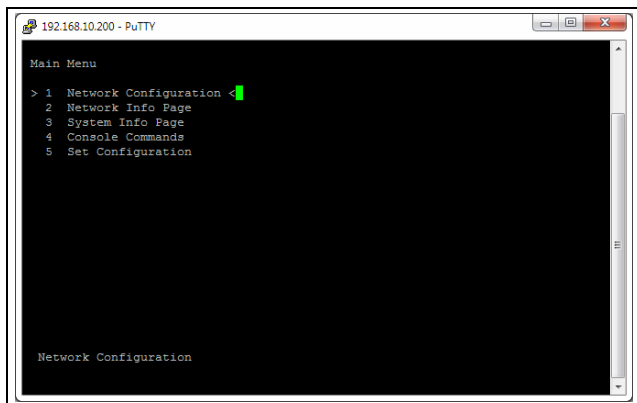 192.168.10.200 - PuTTY
Main Menu
> 1 Network Configuration <
2 Network Info Page
3 System Info Page
4 Console Commands
5 Set Configuration
Network Configuration